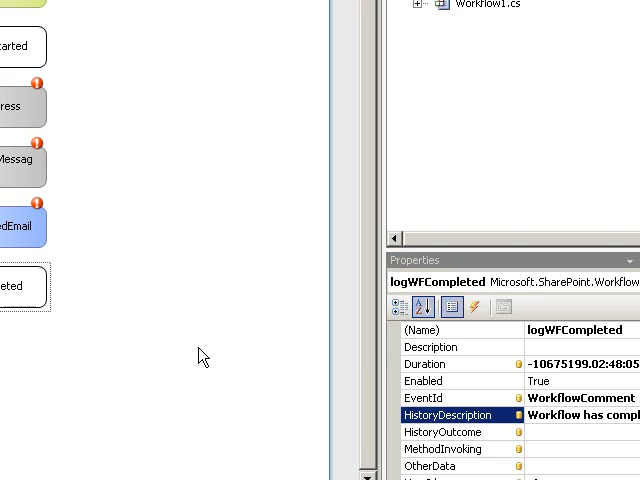 Workflow1.cs
arted
ress
Messag
edEmail
eted
Properties
logWFCompleted Microsoft.SharePoint.Workflow
(Name) logWFCompleted
Description
Duration -10675199.02:48:05
Enabled True
EventId WorkflowComment
HistoryDescription Workflow has compl
HistoryOutcome
MethodInvoking
OtherData